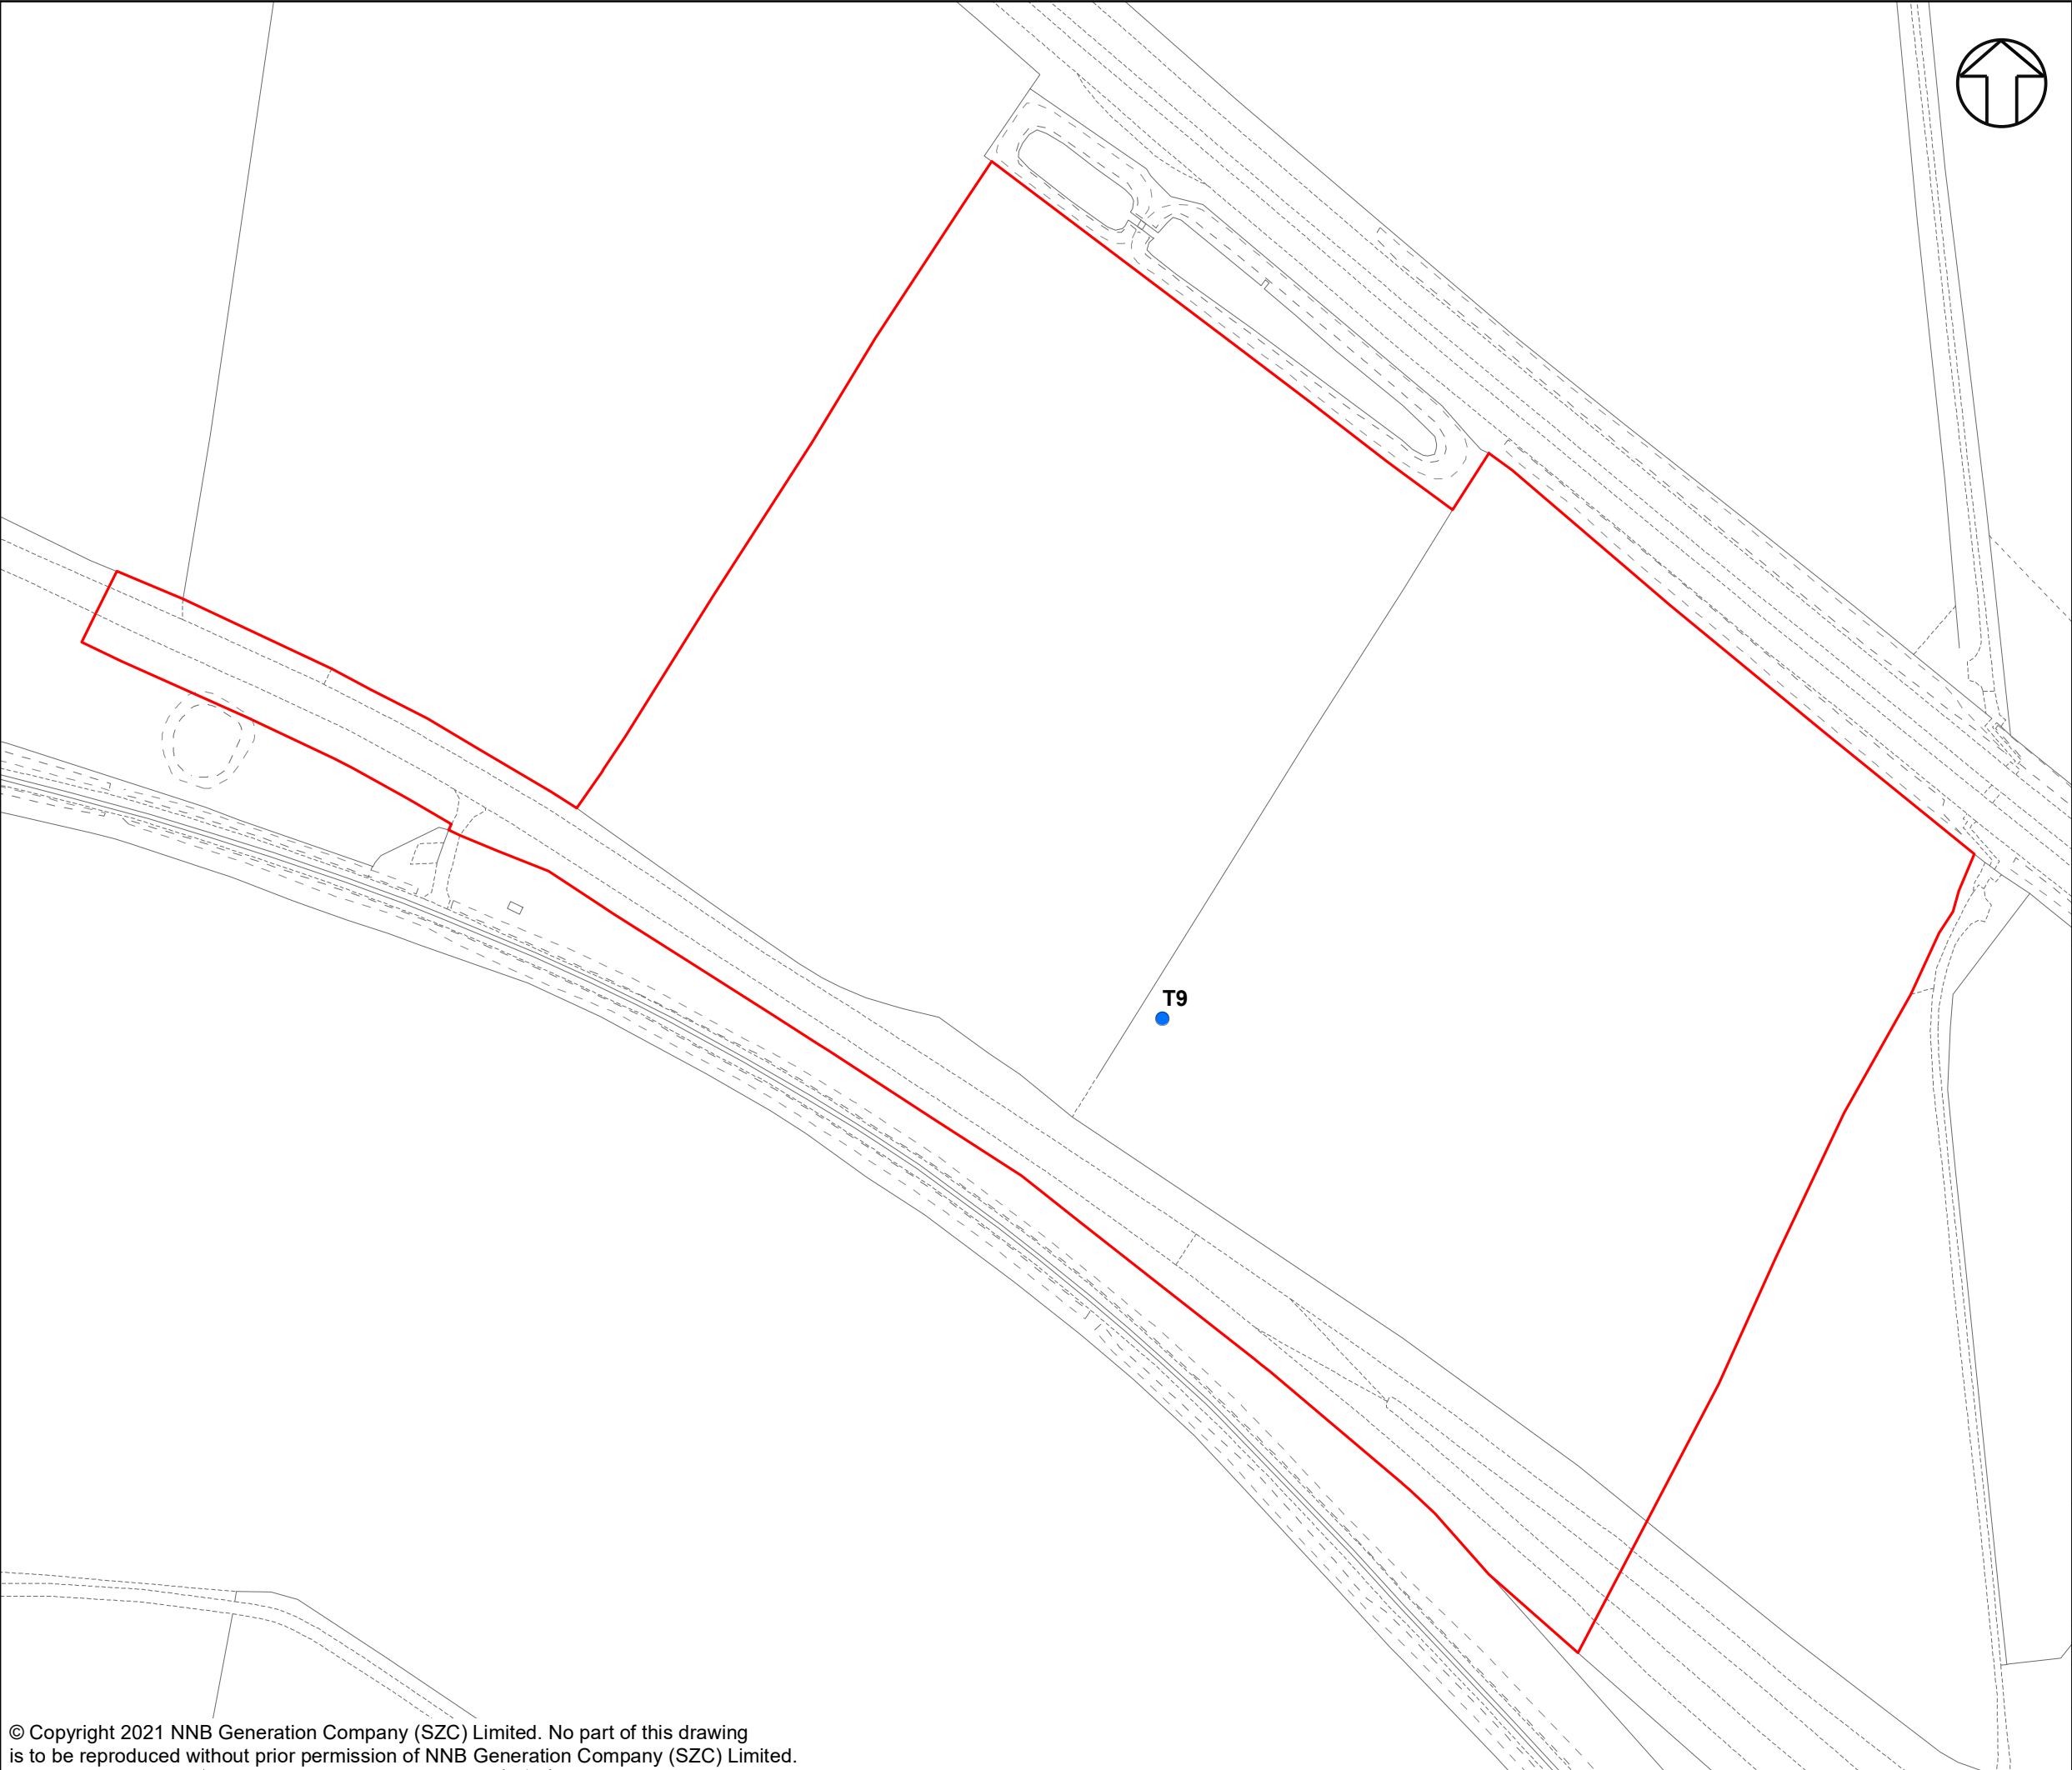 T9
© Copyright 2021 NNB Generation Company (SZC) Limited. No part of this drawing
is to be reproduced without prior permission of NNB Generation Company (SZC) Limited.